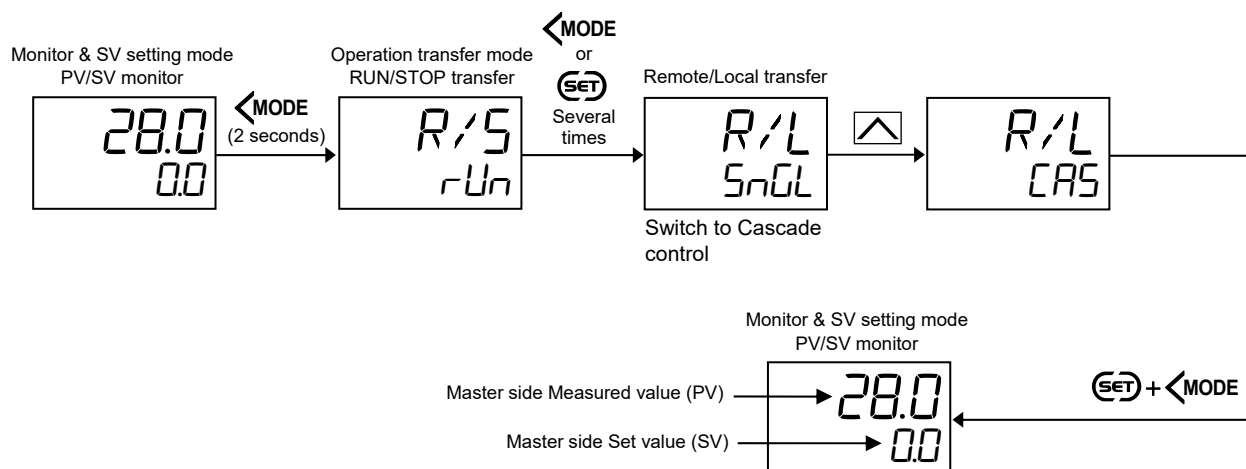 Monitor & SV setting mode
PV/SV monitor
28.0
0.0
MODE
(2 seconds)
Operation transfer mode
RUN/STOP transfer
R/S
rUn
MODE
or
SET
Several
times
Remote/Local transfer
R/L
SnGL
Switch to Cascade
control
R/L
CAS
Monitor & SV setting mode
PV/SV monitor
Master side Measured value (PV)
28.0
Master side Set value (SV)
0.0
SET + MODE